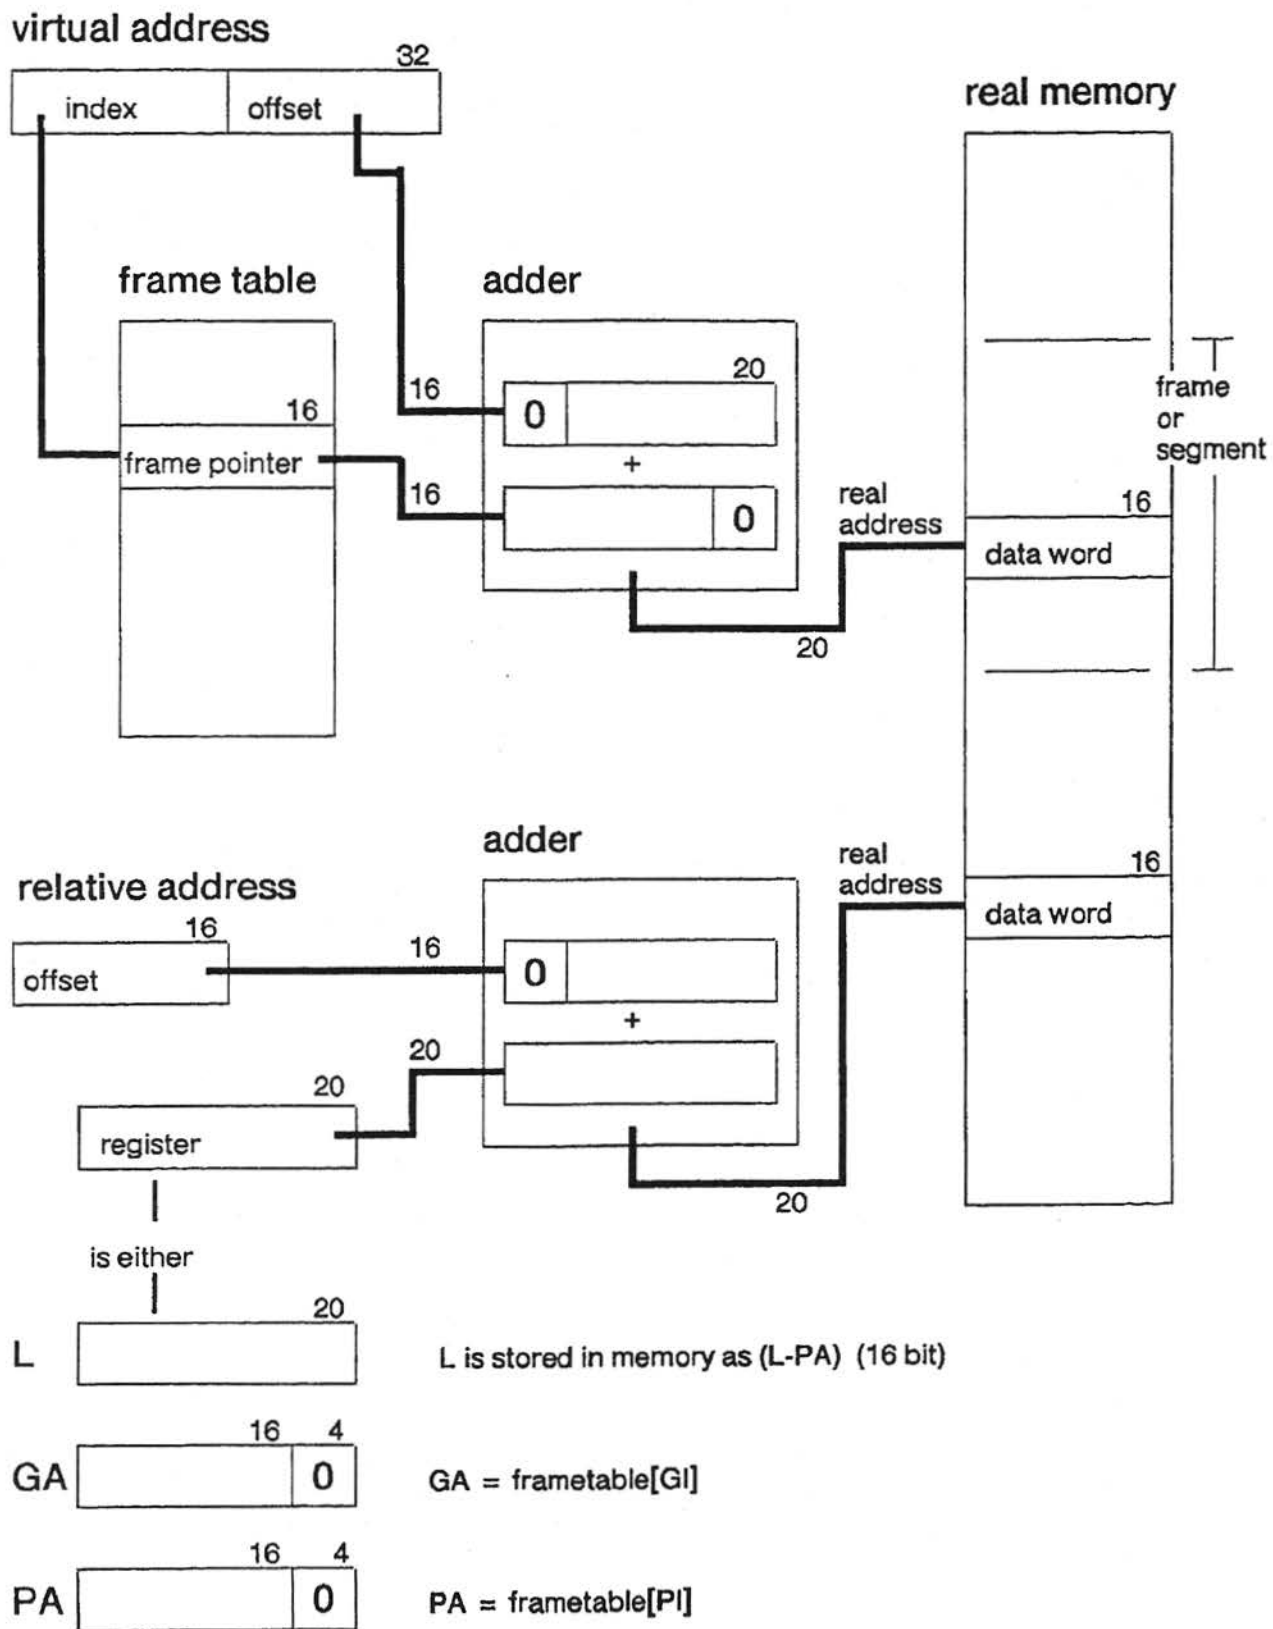 virtual address
32
index offset
real memory
frame table
adder
20
16
0
frame
or
segment
16
frame pointer
+
16
0
real
address
16
data word
20
adder
real
address
16
relative address
16
16
offset
0
data word
+
20
20
register
20
is either
20
L
L is stored in memory as (L-PA) (16 bit)
16 4
GA
0
GA = frametable[GI]
16 4
PA
0
PA = frametable[PI]